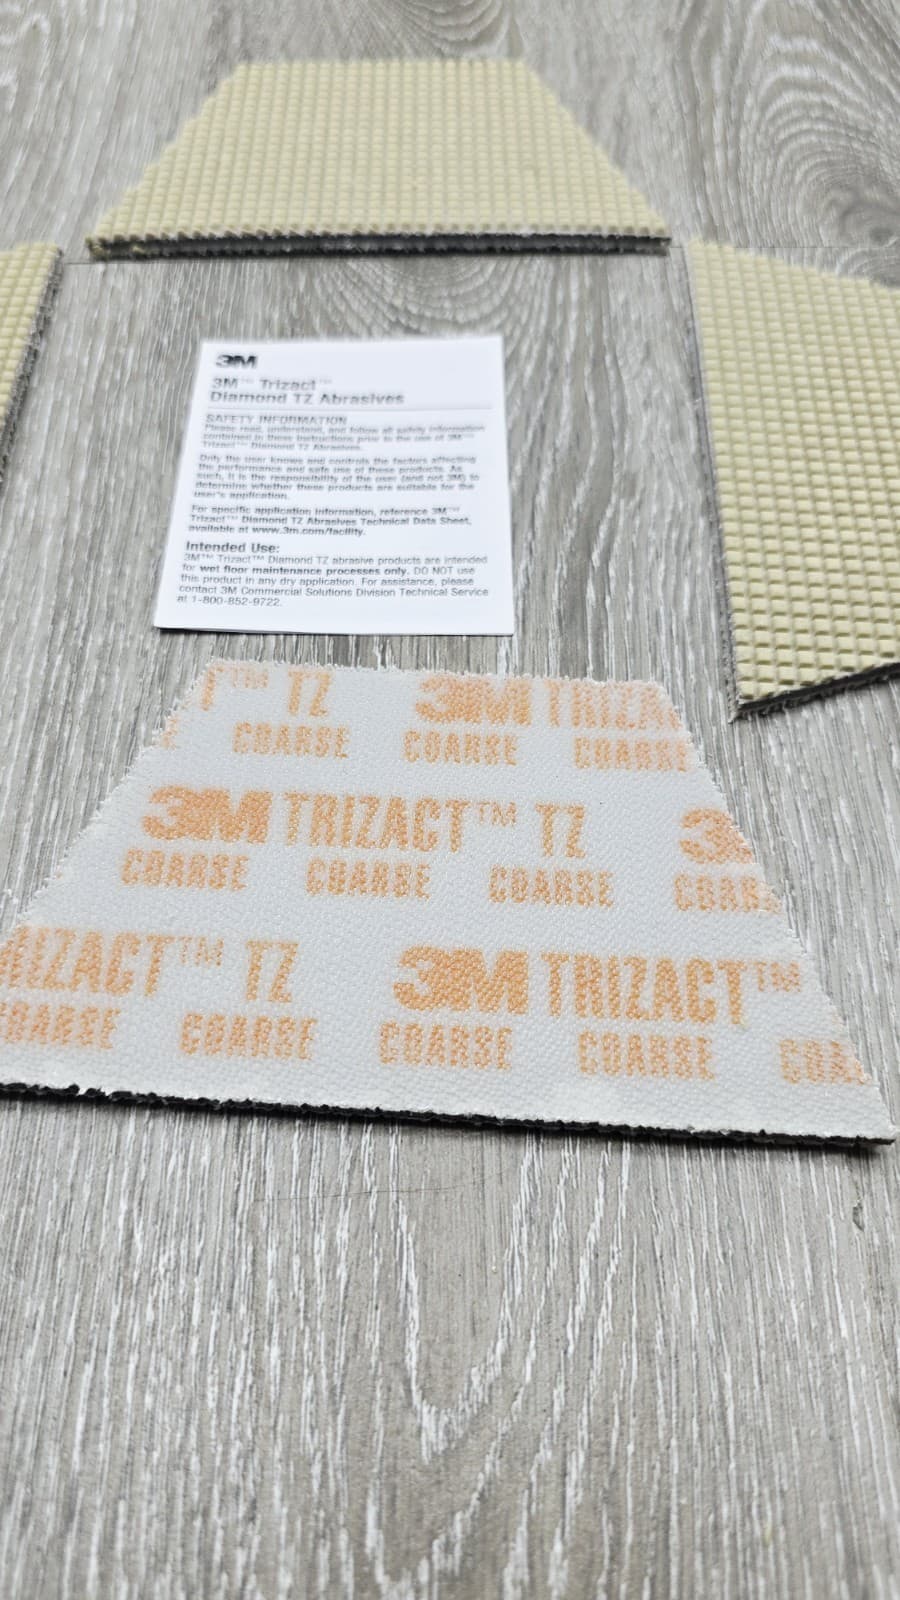 3M
3M™ Trizact™
Diamond TZ Abrasives
SAFETY INFORMATION
Please read, understand, and follow all safety information
contained in these instructions prior to the use of 3M™
Trizact™ Diamond TZ Abrasives.
Only the user knows and controls the factors affecting
the performance and safe use of these products. As
such, it is the responsibility of the user (and not 3M) to
determine whether these products are suitable for the
user's application.
For specific application information, reference 3M™
Trizact™ Diamond TZ Abrasives Technical Data Sheet,
available at www.3m.com/facility.
Intended Use:
3M™ Trizact™ Diamond TZ abrasive products are intended
for wet floor maintenance processes only. DO NOT use
this product in any dry application. For assistance, please
contact 3M Commercial Solutions Division Technical Service
at 1-800-852-9722.
T™ TZ 3M TRIZA
E COARSE COARSE COARSE
3M TRIZACT™ TZ 3
COARSE COARSE COARSE COAR
RIZACT™ TZ 3M TRIZACT™
OARSE COARSE COARSE COARSE COA